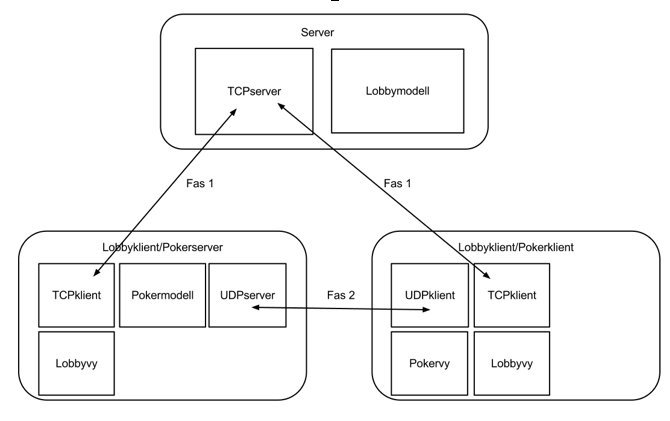 Server
TCPserver
Lobbymodell
Fas 1
Fas 1
Lobbyklient/Pokerserver
TCPklient
Pokermodell
UDPserver
Lobbyvy
Fas 2
Lobbyklient/Pokerklient
UDPklient
TCPklient
Pokervy
Lobbyvy